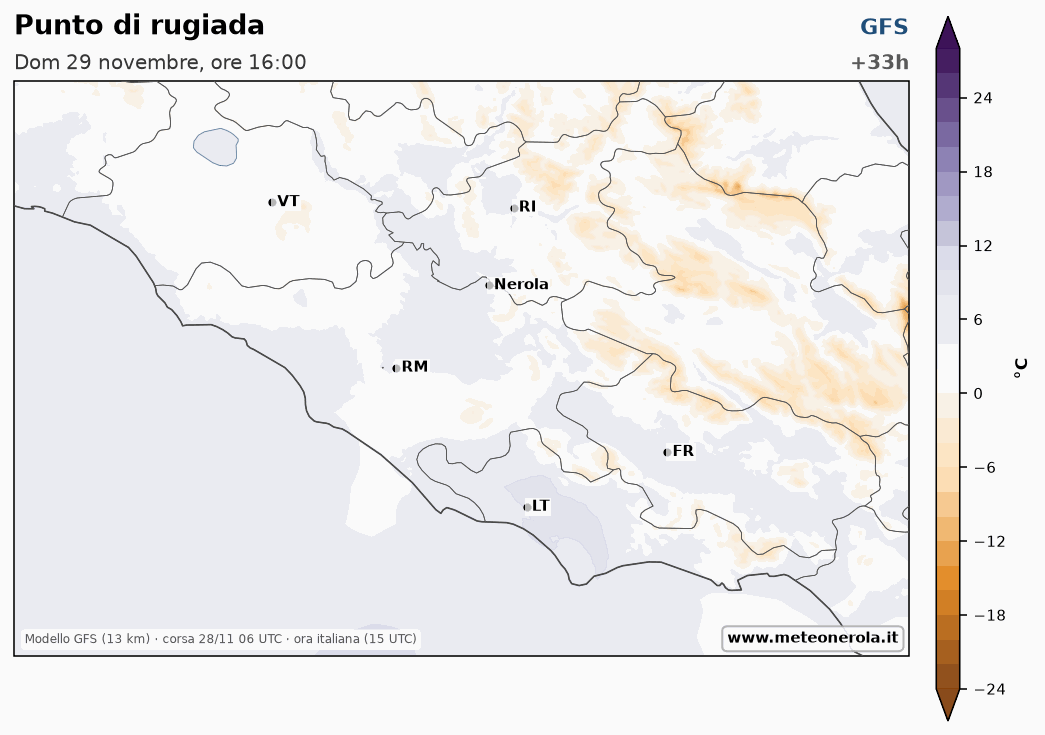 Punto di rugiada
GFS
Dom 29 novembre, ore 16:00
+33h
VT
RI
Nerola
RM
FR
LT
Modello GFS (13 km) · corsa 28/11 06 UTC · ora italiana (15 UTC)
www.meteonerola.it
24
18
12
6
0
−6
−12
−18
−24
°C